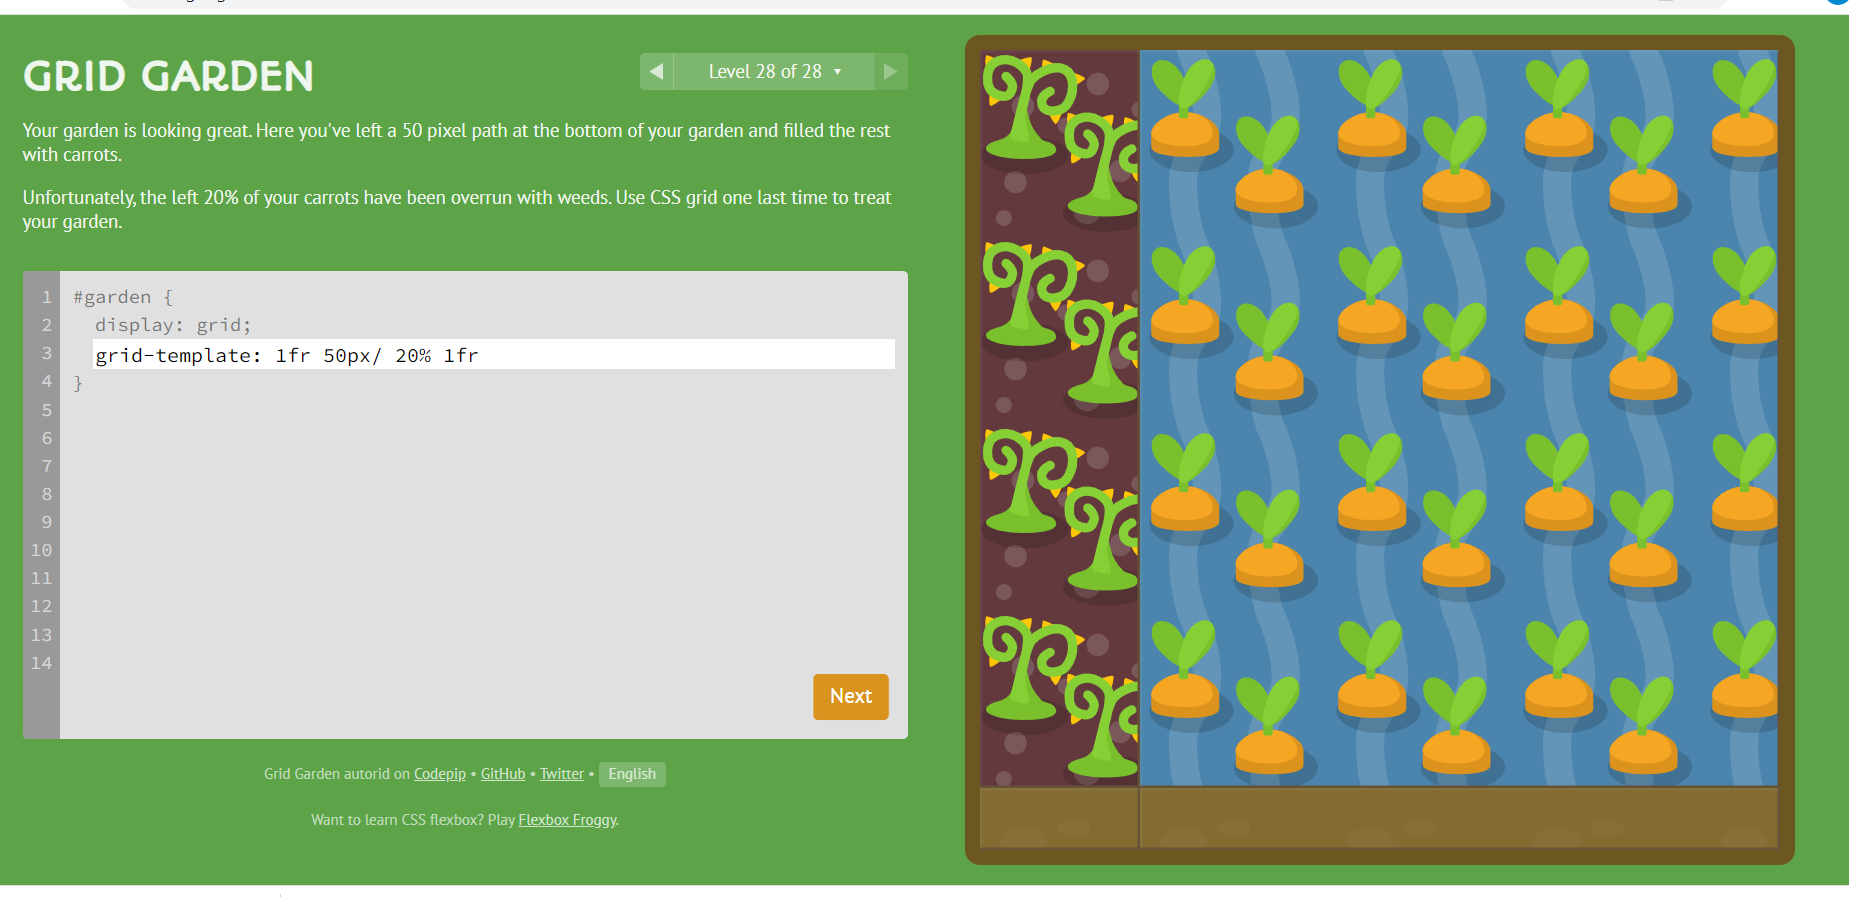 GRID GARDEN
Level 28 of 28
Your garden is looking great. Here you've left a 50 pixel path at the bottom of your garden and filled the rest
with carrots.
Unfortunately, the left 20% of your carrots have been overrun with weeds. Use CSS grid one last time to treat
your garden.
1 #garden {
2 display: grid;
3 grid-template: 1fr 50px/ 20% 1fr
4 }
5
6
7
8
9
10
11
12
13
14
Next
Grid Garden autorid on Codepip • GitHub • Twitter • English
Want to learn CSS flexbox? Play Flexbox Froggy.